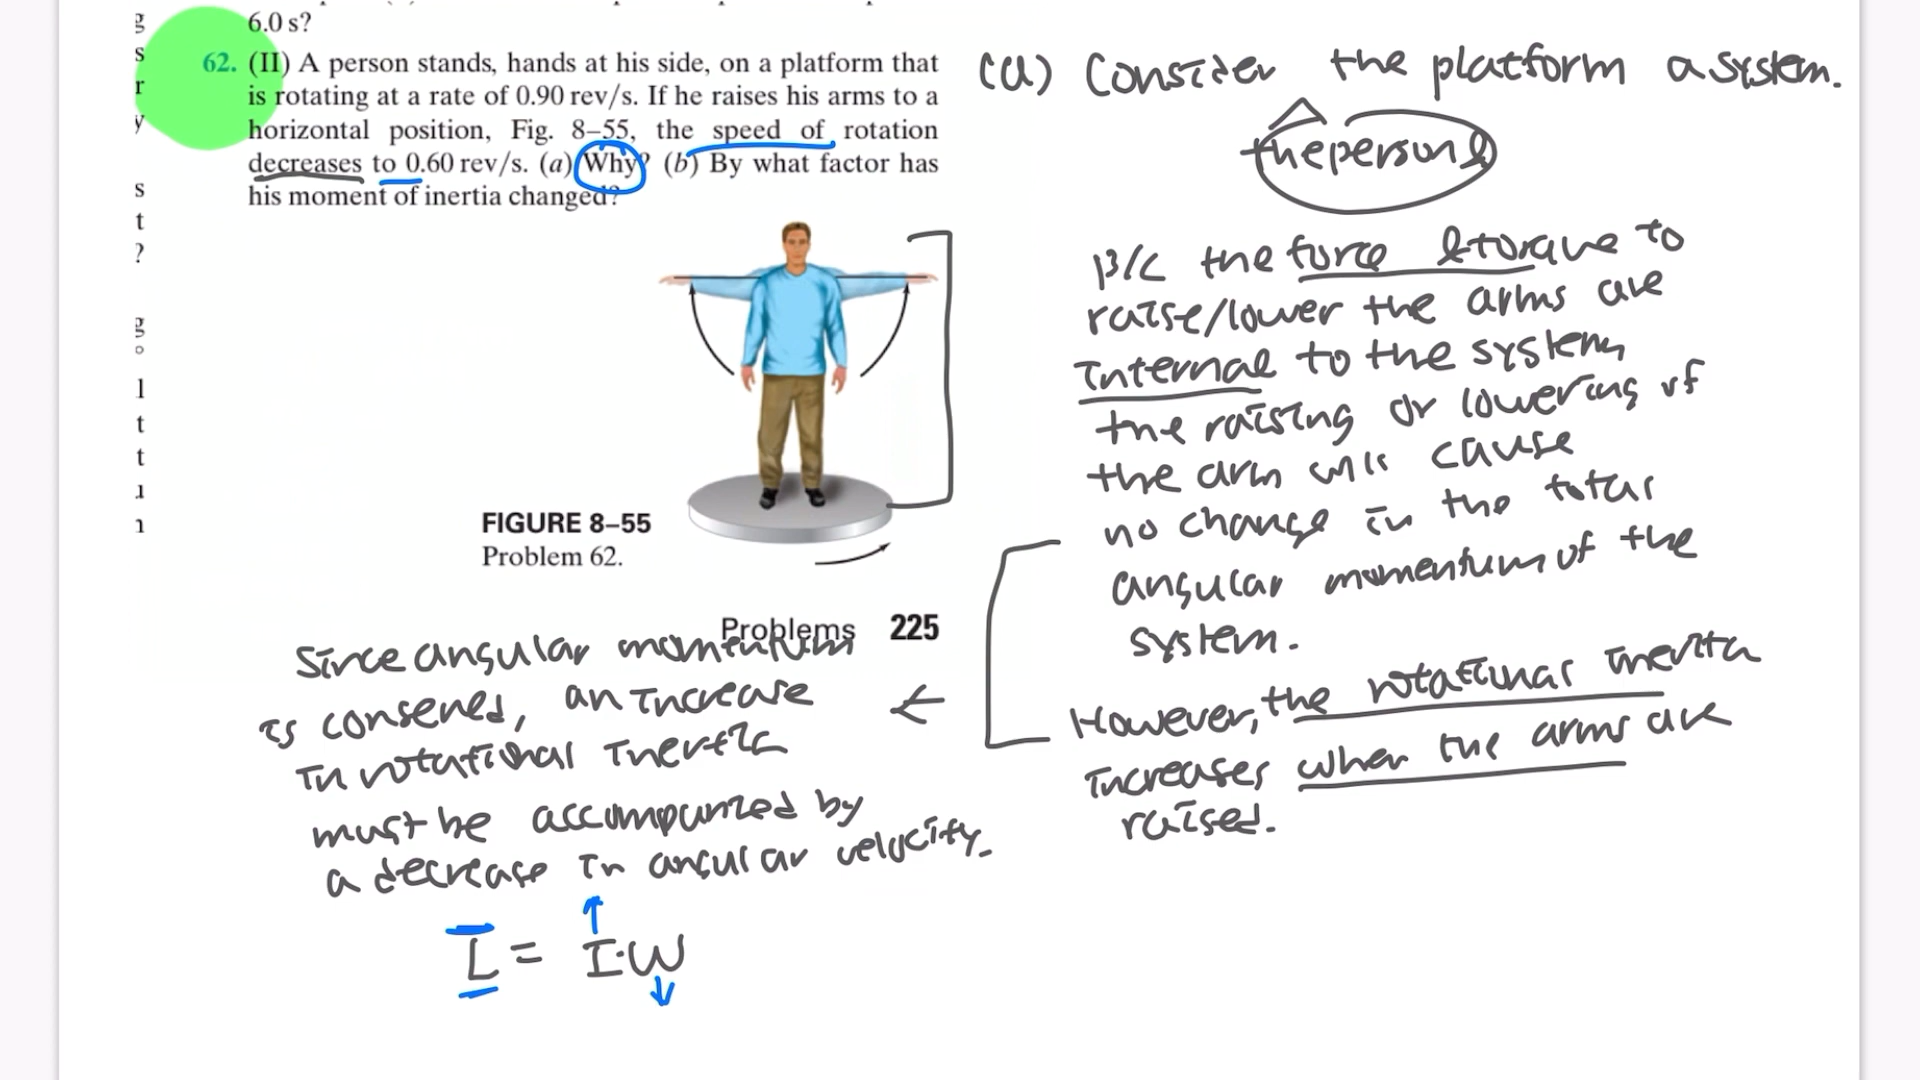 g
6.0 s?
s
62. (II) A person stands, hands at his side, on a platform that
r
is rotating at a rate of 0.90 rev/s. If he raises his arms to a
y
horizontal position, Fig. 8–55, the speed of rotation
decreases to 0.60 rev/s. (a) Why? (b) By what factor has
s
his moment of inertia changed?
t
?
g
l
t
t
FIGURE 8–55
Problem 62.
Problems 225
(a) Consider the platform a system.
the person &
B/C the force & torque to
raise/lower the arms are
Internal to the system
the raising or lowering of
the arm will cause
no change in the total
angular momentum of the
system.
However, the rotational inertia
Increases when the arms are
raised.
Since angular momentum
is conserved, an Increase
In rotational Inertia
must be accompanied by
a decrease In angular velocity.
L = I·W